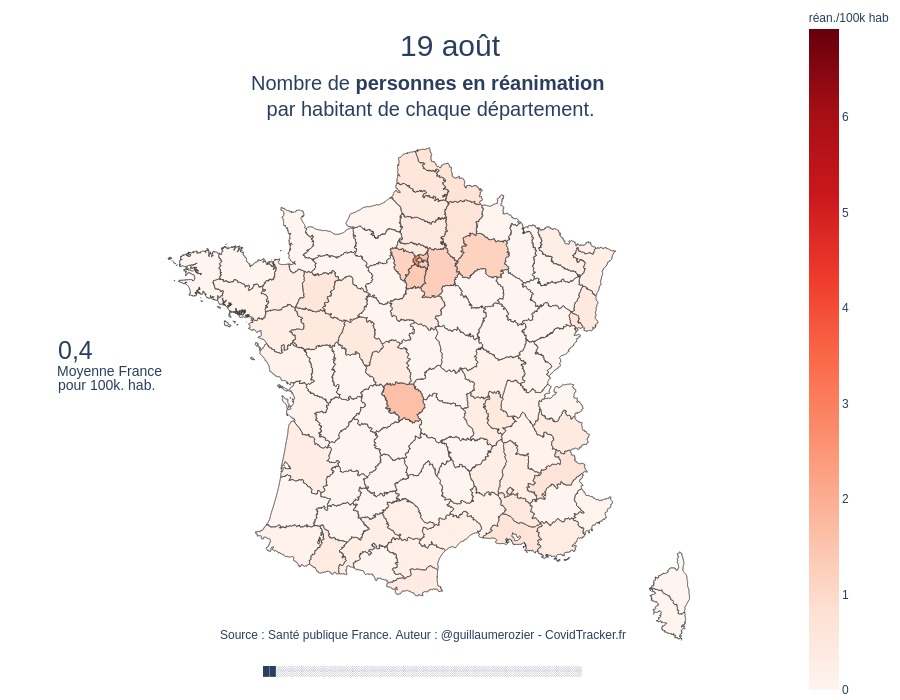 réan./100k hab
19 août
Nombre de personnes en réanimation
par habitant de chaque département.
6
5
4
3
2
1
0
0,4
Moyenne France
pour 100k. hab.
Source : Santé publique France. Auteur : @guillaumerozier - CovidTracker.fr